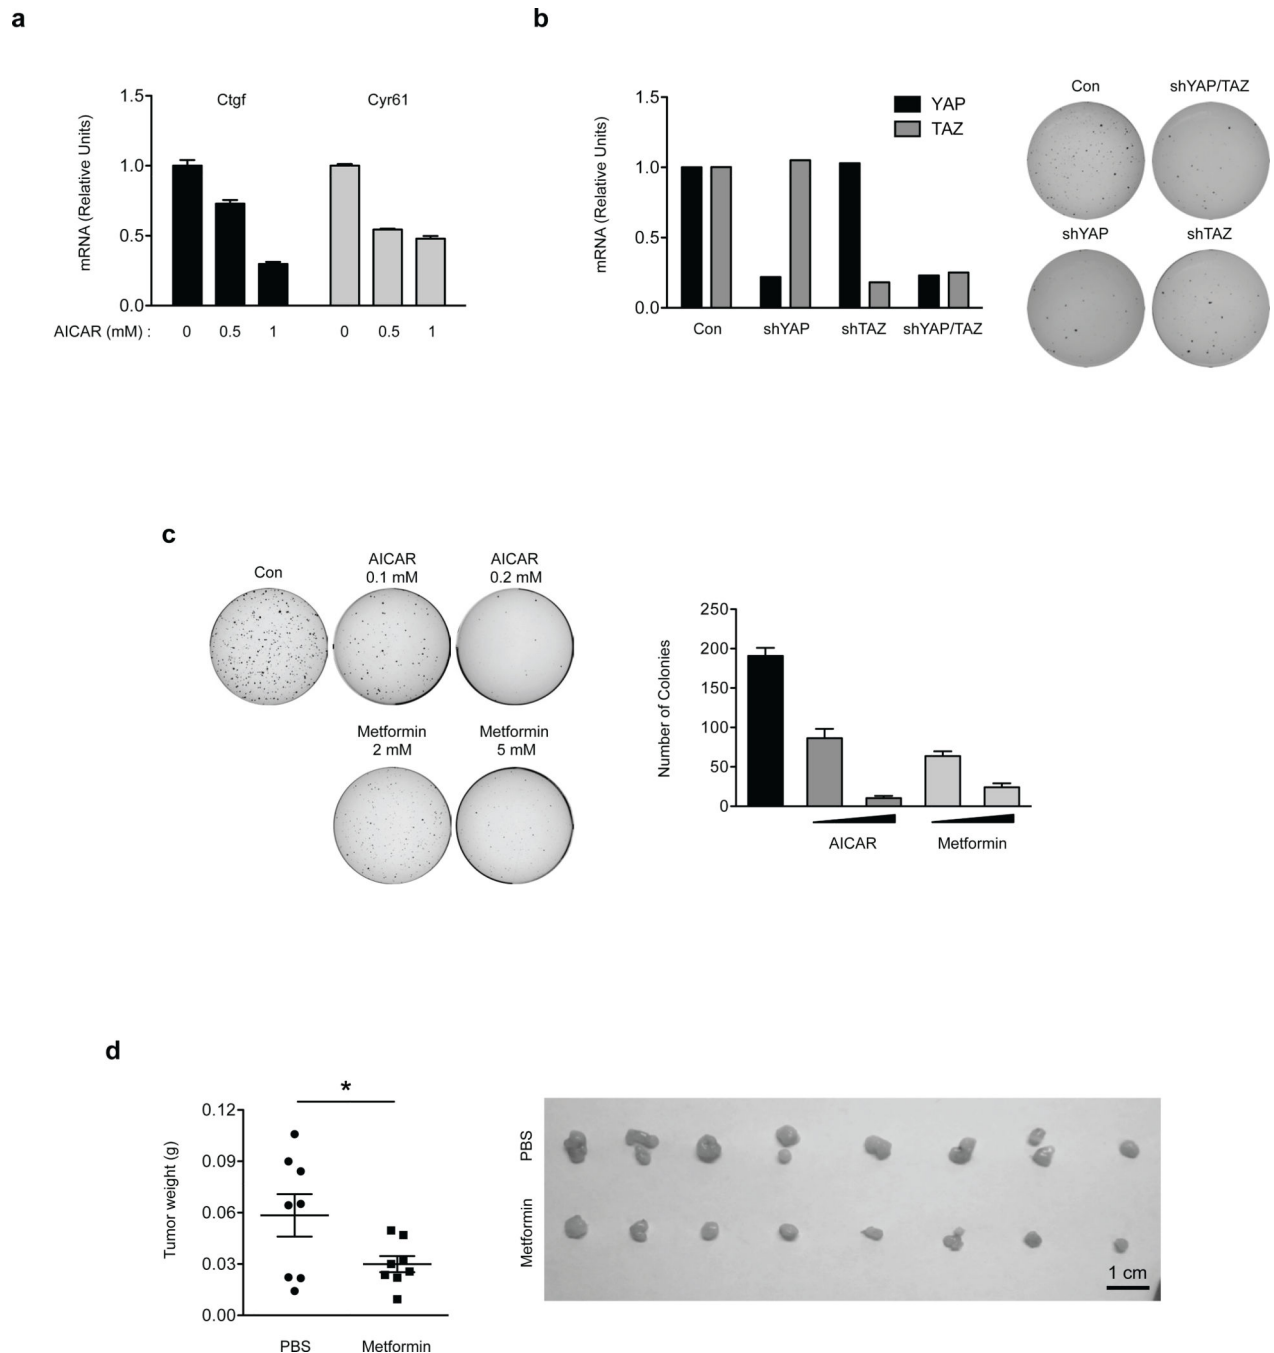 a
1.5
1.0
0.5
0.0
mRNA (Relative Units)
Ctgf
Cyr61
AICAR (mM) :
0
0.5
1
0
0.5
1
b
1.5
1.0
0.5
0.0
mRNA (Relative Units)
YAP
TAZ
Con
shYAP
shTAZ
shYAP/TAZ
Con
shYAP/TAZ
shYAP
shTAZ
c
Con
AICAR
0.1 mM
AICAR
0.2 mM
Metformin
2 mM
Metformin
5 mM
250
200
150
100
50
0
Number of Colonies
AICAR
Metformin
d
*
0.12
0.09
0.06
0.03
0.00
Tumor weight (g)
PBS
Metformin
PBS
Metformin
1 cm